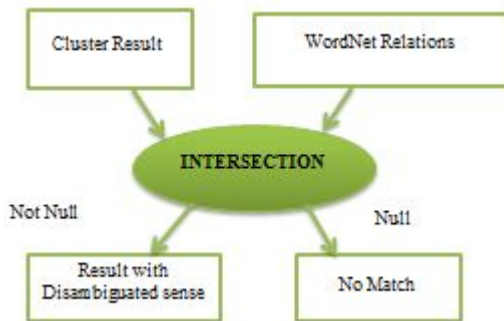 Cluster Result
WordNet Relations
INTERSECTION
Not Null
Null
Result with
Disambiguated sense
No Match